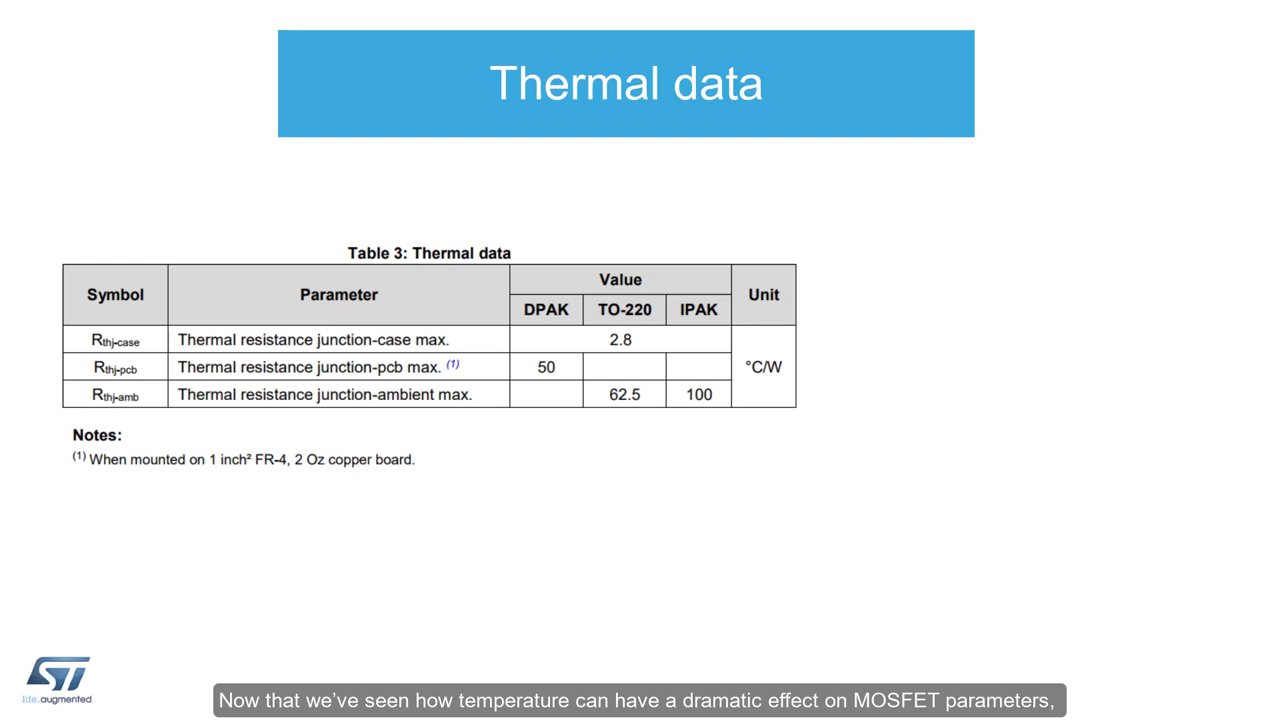 Thermal data
Table 3: Thermal data
Symbol Parameter Value Unit
DPAK TO-220 IPAK
Rthj-case Thermal resistance junction-case max. 2.8
Rthj-pcb Thermal resistance junction-pcb max. (1) 50 °C/W
Rthj-amb Thermal resistance junction-ambient max. 62.5 100
Notes:
(1) When mounted on 1 inch² FR-4, 2 Oz copper board.
ST
life.augmented
Now that we've seen how temperature can have a dramatic effect on MOSFET parameters,